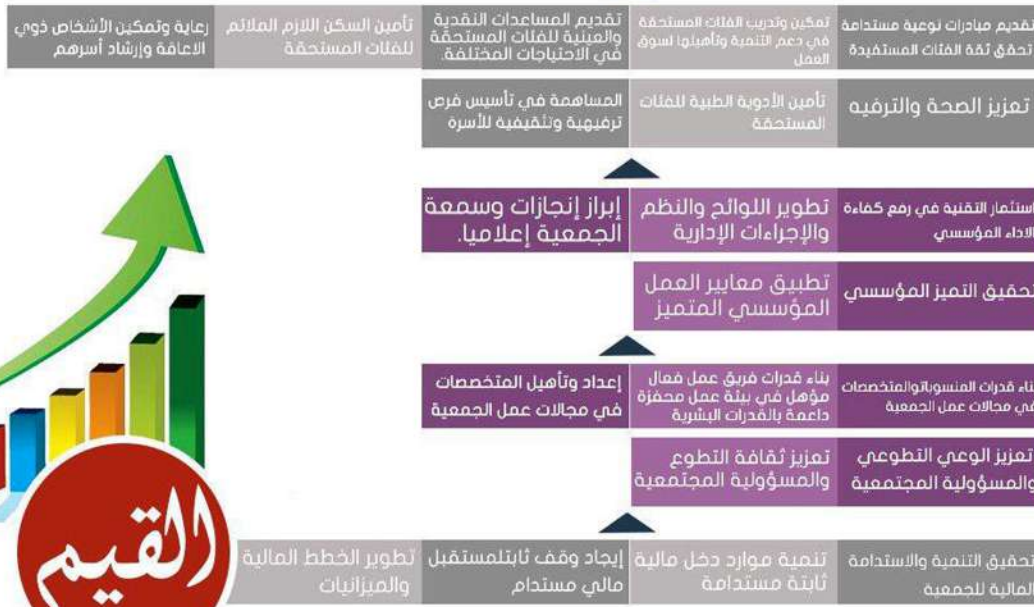 تقديم مبادرات نوعية مستدامة
تحقق ثقة الفئات المستفيدة
تمكين وتدريب الفئات المستحقة
في دعم التنمية وتأهيلها لسوق
العمل
تقديم المساعدات النقدية
والعينية للفئات المستحقة
في الاحتياجات المختلفة.
تأمين السكن اللازم الملائم
للفئات المستحقة
رعاية وتمكين الأشخاص ذوي
الاعاقة وإرشاد أسرهم
تعزيز الصحة والترفيه
تأمين الأدوية الطبية للفئات
المستحقة
المساهمة في تأسيس فرص
ترفيهية وتثقيفية للأسرة
استثمار التقنية في رفع كفاءة
الاداء المؤسسي
تطوير اللوائح والنظم
والإجراءات الإدارية
إبراز إنجازات وسمعة
الجمعية إعلاميا.
تحقيق التميز المؤسسي
تطبيق معايير العمل
المؤسسي المتميز
بناء قدرات المنسوباتوالمتخصصات
في مجالات عمل الجمعية
بناء قدرات فريق عمل فعال
مؤهل في بيئة عمل محفزة
داعمة بالقدرات البشرية
إعداد وتأهيل المتخصصات
في مجالات عمل الجمعية
تعزيز الوعي التطوعي
والمسؤولية المجتمعية
تعزيز ثقافة التطوع
والمسؤولية المجتمعية
تحقيق التنمية والاستدامة
المالية للجمعية
تنمية موارد دخل مالية
ثابتة مستدامة
إيجاد وقف ثابتلمستقبل
مالي مستدام
تطوير الخطط المالية
والميزانيات
القيم